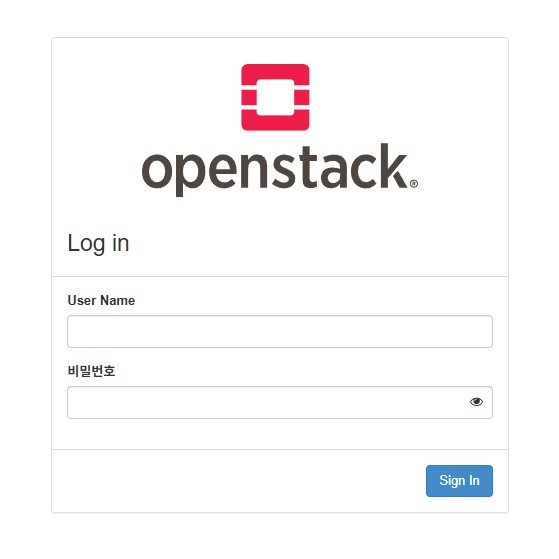 openstack®
Log in
User Name
비밀번호
Sign In